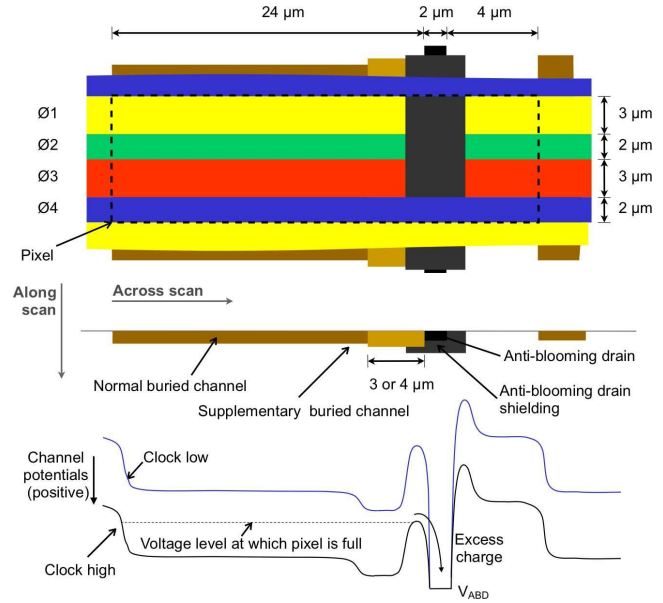 24 µm
2 µm
4 µm
Ø1
3 µm
Ø2
2 µm
Ø3
3 µm
Ø4
2 µm
Pixel
Along
scan
Across scan
Anti-blooming drain
Normal buried channel
3 or 4 µm
Anti-blooming drain
shielding
Supplementary buried channel
Channel
potentials
(positive)
Clock low
Voltage level at which pixel is full
Excess
charge
Clock high
VABD